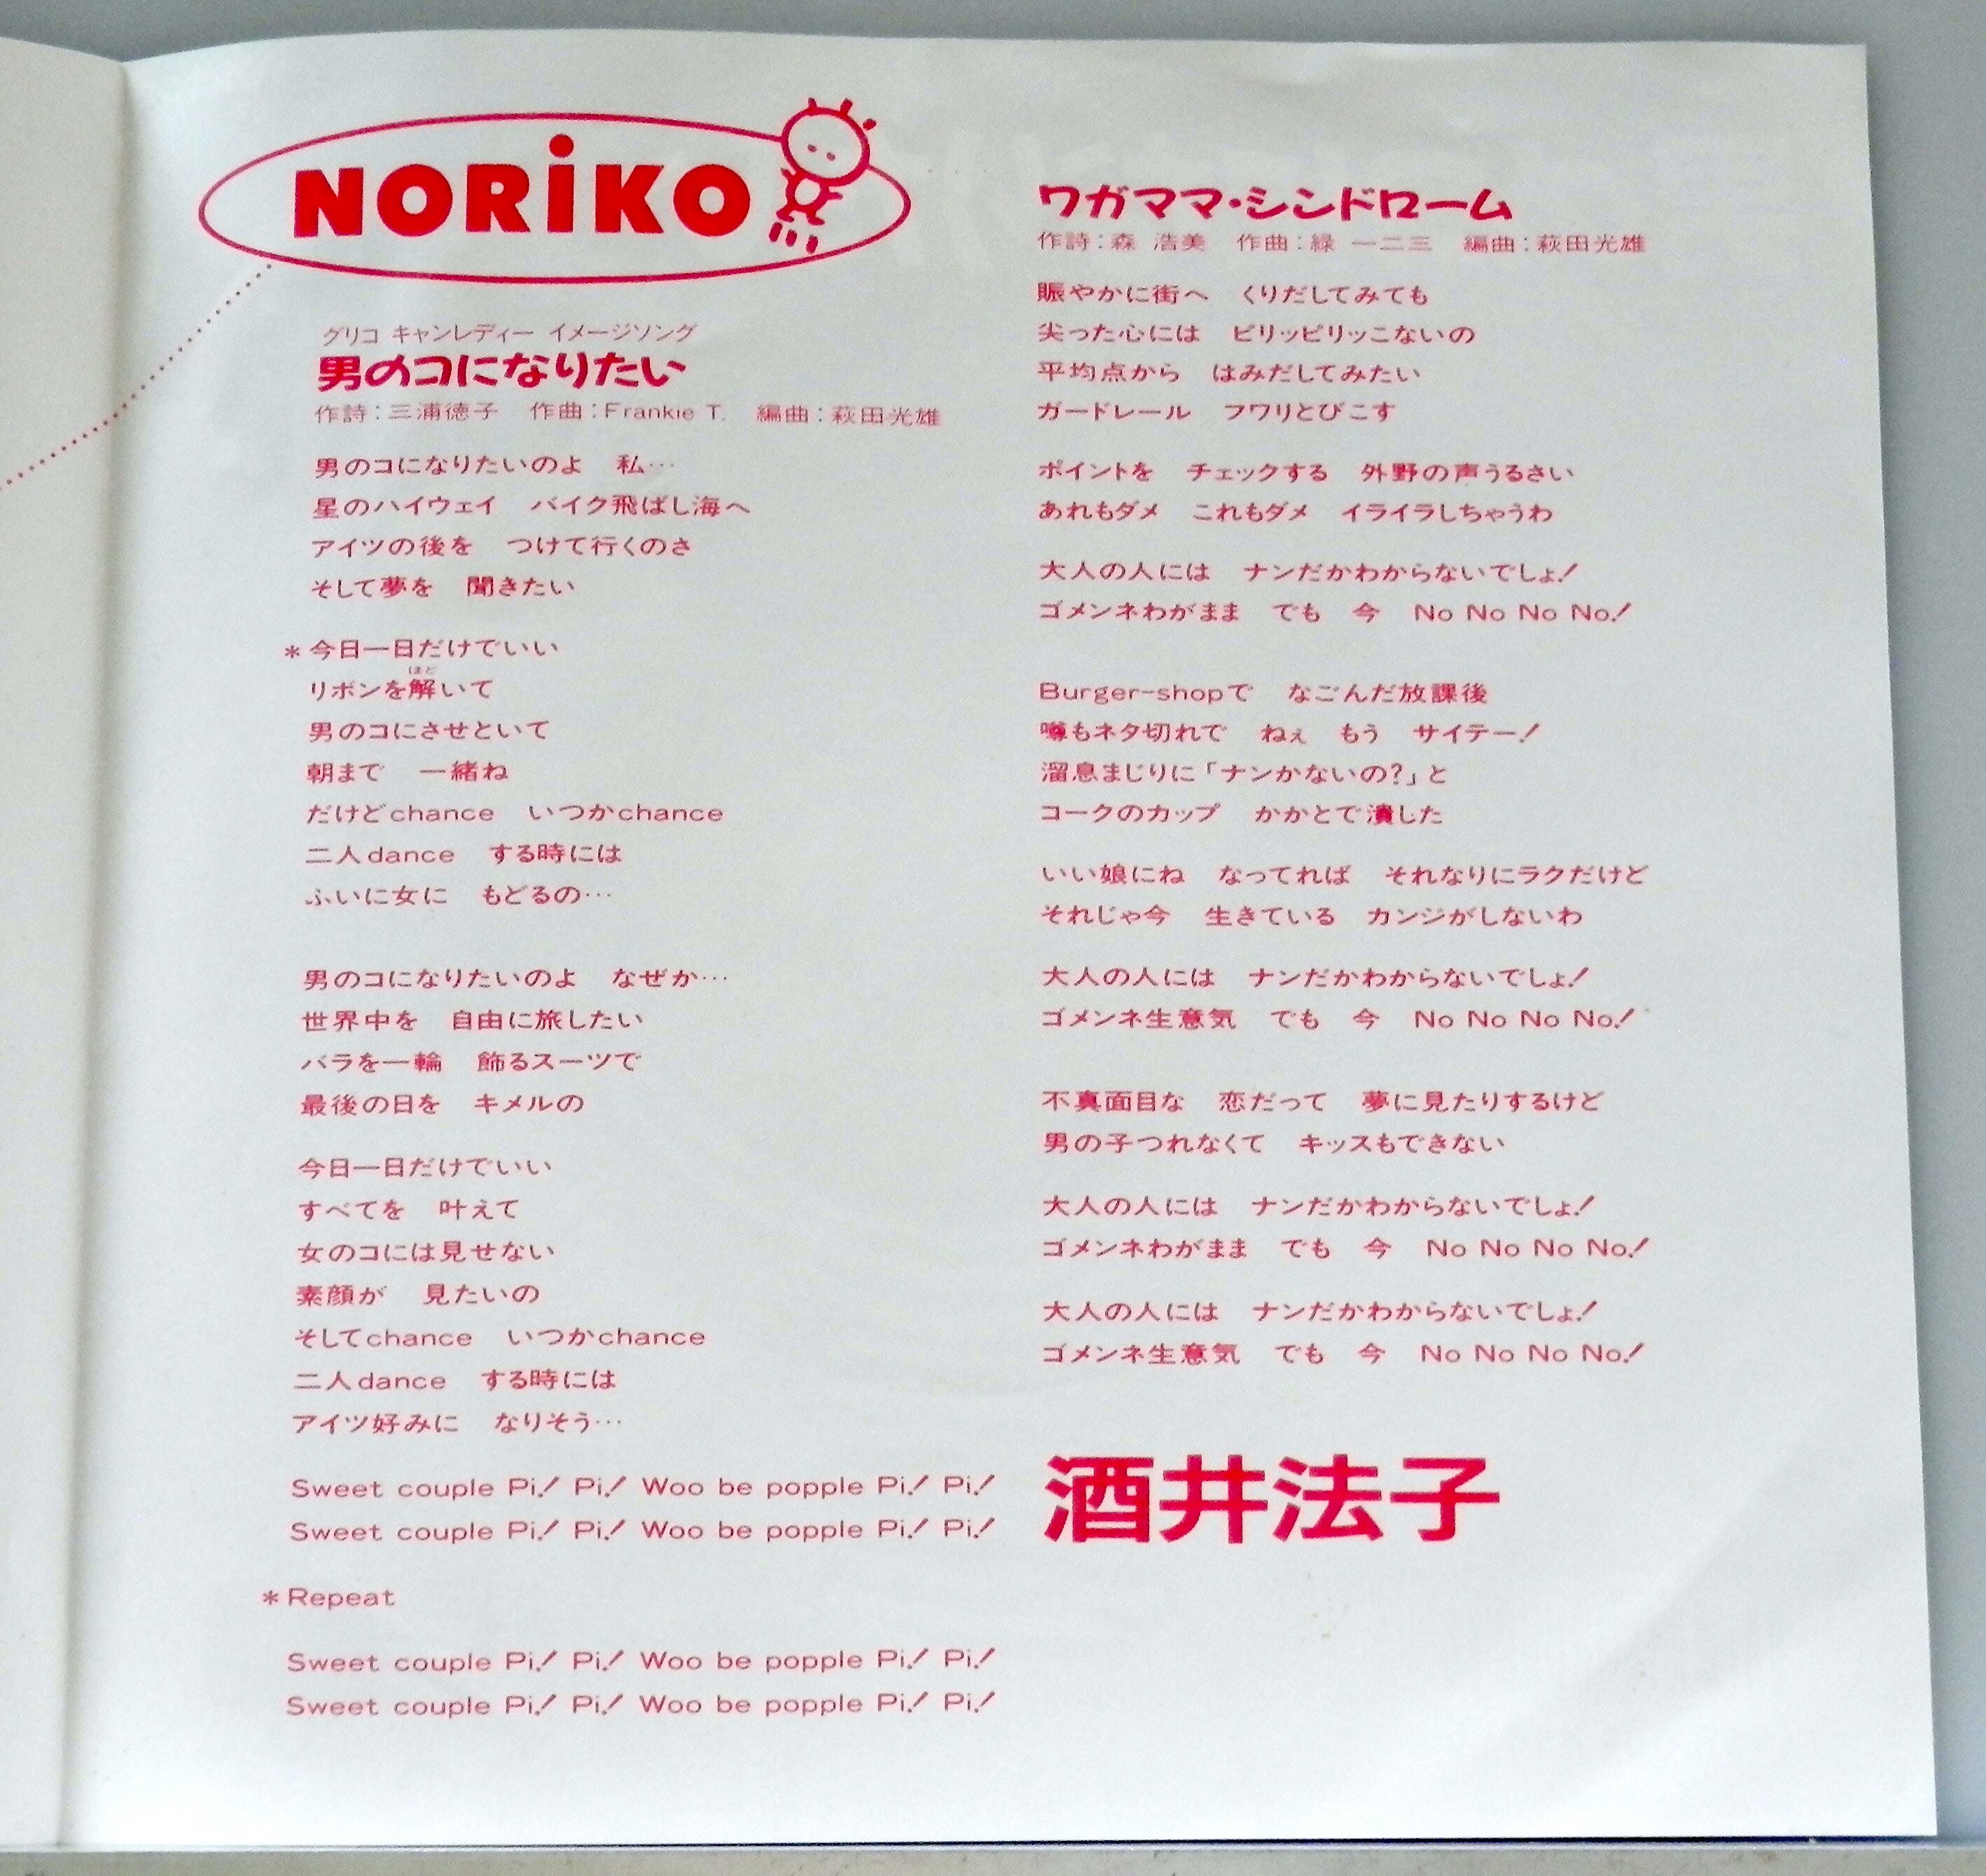 NORiKO
グリコ キャンレディー イメージソング
男のコになりたい
作詩：三浦徳子　作曲：Frankie T.　編曲：萩田光雄
男のコになりたいのよ　私…
星のハイウェイ　バイク飛ばし海へ
アイツの後を　つけて行くのさ
そして夢を　聞きたい
＊今日一日だけでいい
リボンを解いて
ほど
男のコにさせといて
朝まで　一緒ね
だけどchance　いつかchance
二人dance　する時には
ふいに女に　もどるの…
男のコになりたいのよ　なぜか…
世界中を　自由に旅したい
バラを一輪　飾るスーツで
最後の日を　キメルの
今日一日だけでいい
すべてを　叶えて
女のコには見せない
素顔が　見たいの
そしてchance　いつかchance
二人dance　する時には
アイツ好みに　なりそう…
Sweet couple Pi! Pi! Woo be popple Pi! Pi!
Sweet couple Pi! Pi! Woo be popple Pi! Pi!
＊Repeat
Sweet couple Pi! Pi! Woo be popple Pi! Pi!
Sweet couple Pi! Pi! Woo be popple Pi! Pi!
ワガママ・シンドローム
作詩：森 浩美　作曲：緑 一二三　編曲：萩田光雄
賑やかに街へ　くりだしてみても
尖った心には　ピリッピリッこないの
平均点から　はみだしてみたい
ガードレール　フワリとびこす
ポイントを　チェックする　外野の声うるさい
あれもダメ　これもダメ　イライラしちゃうわ
大人の人には　ナンだかわからないでしょ!
ゴメンネわがまま　でも　今　No No No No!
Burger-shopで　なごんだ放課後
噂もネタ切れで　ねぇ　もう　サイテー!
溜息まじりに「ナンかないの?」と
コークのカップ　かかとで潰した
いい娘にね　なってれば　それなりにラクだけど
それじゃ今　生きている　カンジがしないわ
大人の人には　ナンだかわからないでしょ!
ゴメンネ生意気　でも　今　No No No No!
不真面目な　恋だって　夢に見たりするけど
男の子つれなくて　キッスもできない
大人の人には　ナンだかわからないでしょ!
ゴメンネわがまま　でも　今　No No No No!
大人の人には　ナンだかわからないでしょ!
ゴメンネ生意気　でも　今　No No No No!
酒井法子